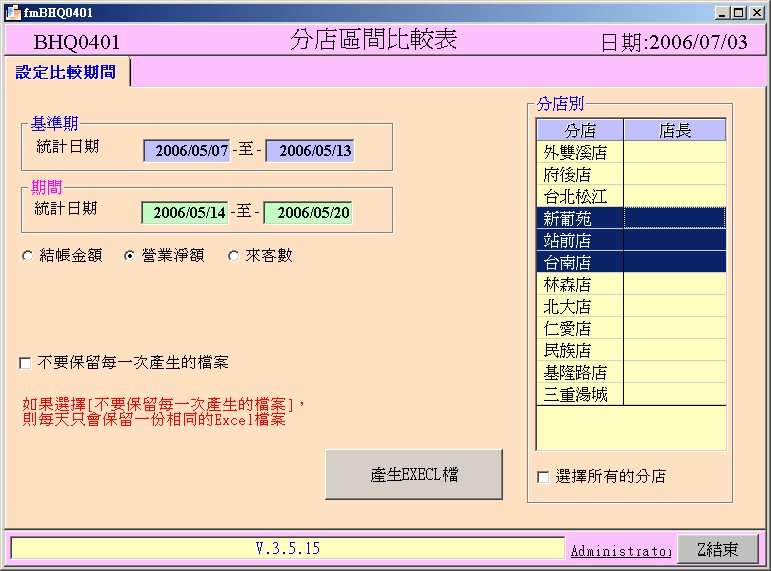 fmBHQ0401
BHQ0401 分店區間比較表 日期:2006/07/03
設定比較期間
基準期
統計日期 2006/05/07 -至- 2006/05/13
期間
統計日期 2006/05/14 -至- 2006/05/20
結帳金額 營業淨額 來客數
不要保留每一次產生的檔案
如果選擇[不要保留每一次產生的檔案],
則每天只會保留一份相同的Excel檔案
產生EXECL檔
分店別
分店 店長
外雙溪店
府後店
台北松江
新葡苑
站前店
台南店
林森店
北大店
仁愛店
民族店
基隆路店
三重湯城
選擇所有的分店
V.3.5.15 Administrator Z結束